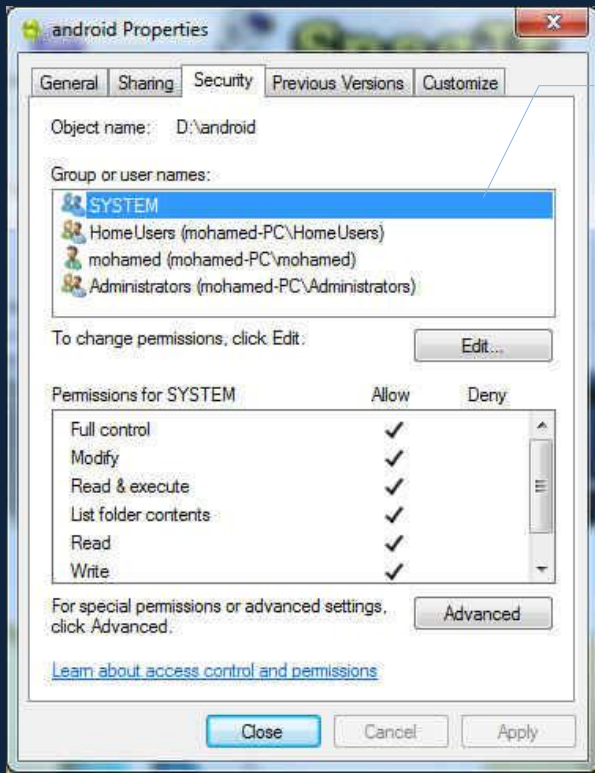 android Properties
General Sharing Security Previous Versions Customize
Object name: D:\android
Group or user names:
SYSTEM
HomeUsers (mohamed-PC\HomeUsers)
mohamed (mohamed-PC\mohamed)
Administrators (mohamed-PC\Administrators)
To change permissions, click Edit.
Edit...
Permissions for SYSTEM Allow Deny
Full control
Modify
Read & execute
List folder contents
Read
Write
For special permissions or advanced settings,
click Advanced.
Advanced
Learn about access control and permissions
Close Cancel Apply